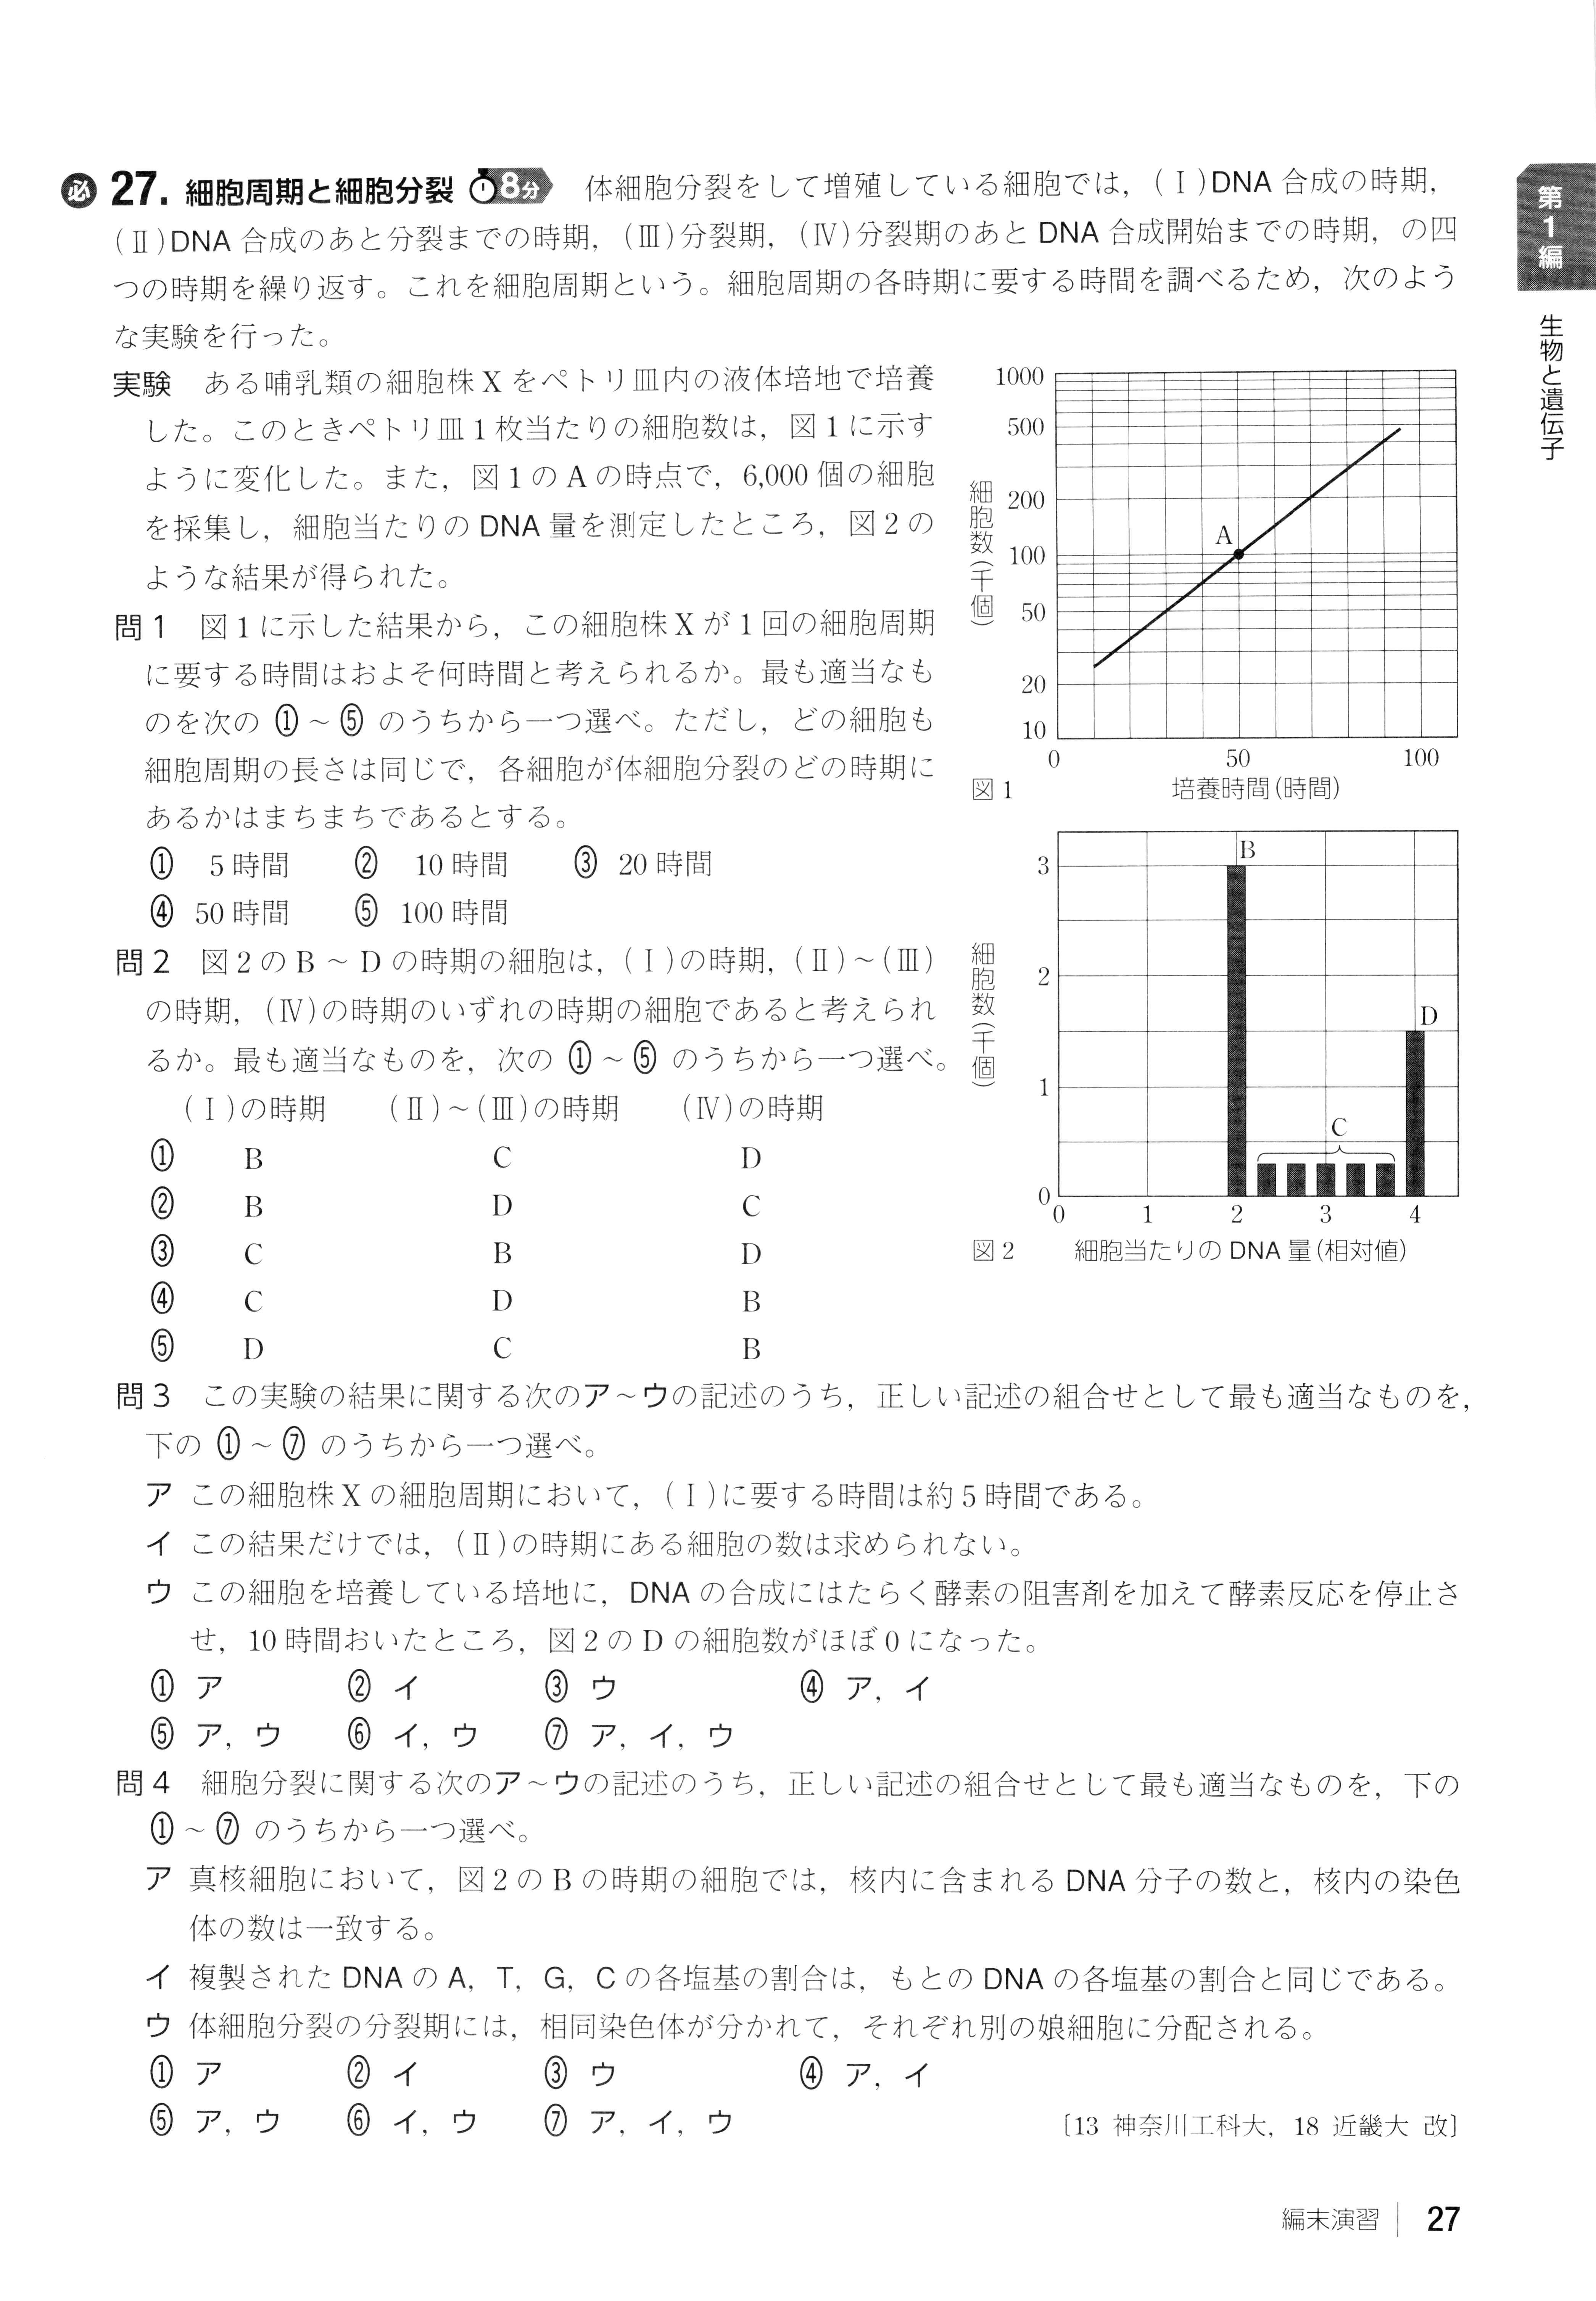 必 27. 細胞周期と細胞分裂 8分 体細胞分裂をして増殖している細胞では，(Ⅰ)DNA 合成の時期，
(Ⅱ)DNA 合成のあと分裂までの時期，(Ⅲ)分裂期，(Ⅳ)分裂期のあと DNA 合成開始までの時期，の四
つの時期を繰り返す。これを細胞周期という。細胞周期の各時期に要する時間を調べるため，次のよう
な実験を行った。
実験 ある哺乳類の細胞株 X をペトリ皿内の液体培地で培養
した。このときペトリ皿 1 枚当たりの細胞数は，図 1 に示す
ように変化した。また，図 1 の A の時点で，6,000 個の細胞
を採集し，細胞当たりの DNA 量を測定したところ，図 2 の
ような結果が得られた。
問 1 図 1 に示した結果から，この細胞株 X が 1 回の細胞周期
に要する時間はおよそ何時間と考えられるか。最も適当なも
のを次の ① ～ ⑤ のうちから一つ選べ。ただし，どの細胞も
細胞周期の長さは同じで，各細胞が体細胞分裂のどの時期に
あるかはまちまちであるとする。
① 5 時間 ② 10 時間 ③ 20 時間
④ 50 時間 ⑤ 100 時間
問 2 図 2 の B ～ D の時期の細胞は，(Ⅰ)の時期，(Ⅱ)～(Ⅲ)
の時期，(Ⅳ)の時期のいずれの時期の細胞であると考えられ
るか。最も適当なものを，次の ① ～ ⑤ のうちから一つ選べ。
(Ⅰ)の時期 (Ⅱ)～(Ⅲ)の時期 (Ⅳ)の時期
① B C D
② B D C
③ C B D
④ C D B
⑤ D C B
1000
500
200
100
50
20
10
細胞数(千個)
A
0 50 100
図 1 培養時間(時間)
3
2
1
0
細胞数(千個)
B
C
D
0 1 2 3 4
図 2 細胞当たりの DNA 量(相対値)
問 3 この実験の結果に関する次のア～ウの記述のうち，正しい記述の組合せとして最も適当なものを，
下の ① ～ ⑦ のうちから一つ選べ。
ア この細胞株 X の細胞周期において，(Ⅰ)に要する時間は約 5 時間である。
イ この結果だけでは，(Ⅱ)の時期にある細胞の数は求められない。
ウ この細胞を培養している培地に，DNA の合成にはたらく酵素の阻害剤を加えて酵素反応を停止さ
せ，10 時間おいたところ，図 2 の D の細胞数がほぼ 0 になった。
① ア ② イ ③ ウ ④ ア，イ
⑤ ア，ウ ⑥ イ，ウ ⑦ ア，イ，ウ
問 4 細胞分裂に関する次のア～ウの記述のうち，正しい記述の組合せとして最も適当なものを，下の
① ～ ⑦ のうちから一つ選べ。
ア 真核細胞において，図 2 の B の時期の細胞では，核内に含まれる DNA 分子の数と，核内の染色
体の数は一致する。
イ 複製された DNA の A，T，G，C の各塩基の割合は，もとの DNA の各塩基の割合と同じである。
ウ 体細胞分裂の分裂期には，相同染色体が分かれて，それぞれ別の娘細胞に分配される。
① ア ② イ ③ ウ ④ ア，イ
⑤ ア，ウ ⑥ イ，ウ ⑦ ア，イ，ウ
〔13 神奈川工科大，18 近畿大 改〕
第1編
生物と遺伝子
編末演習 27